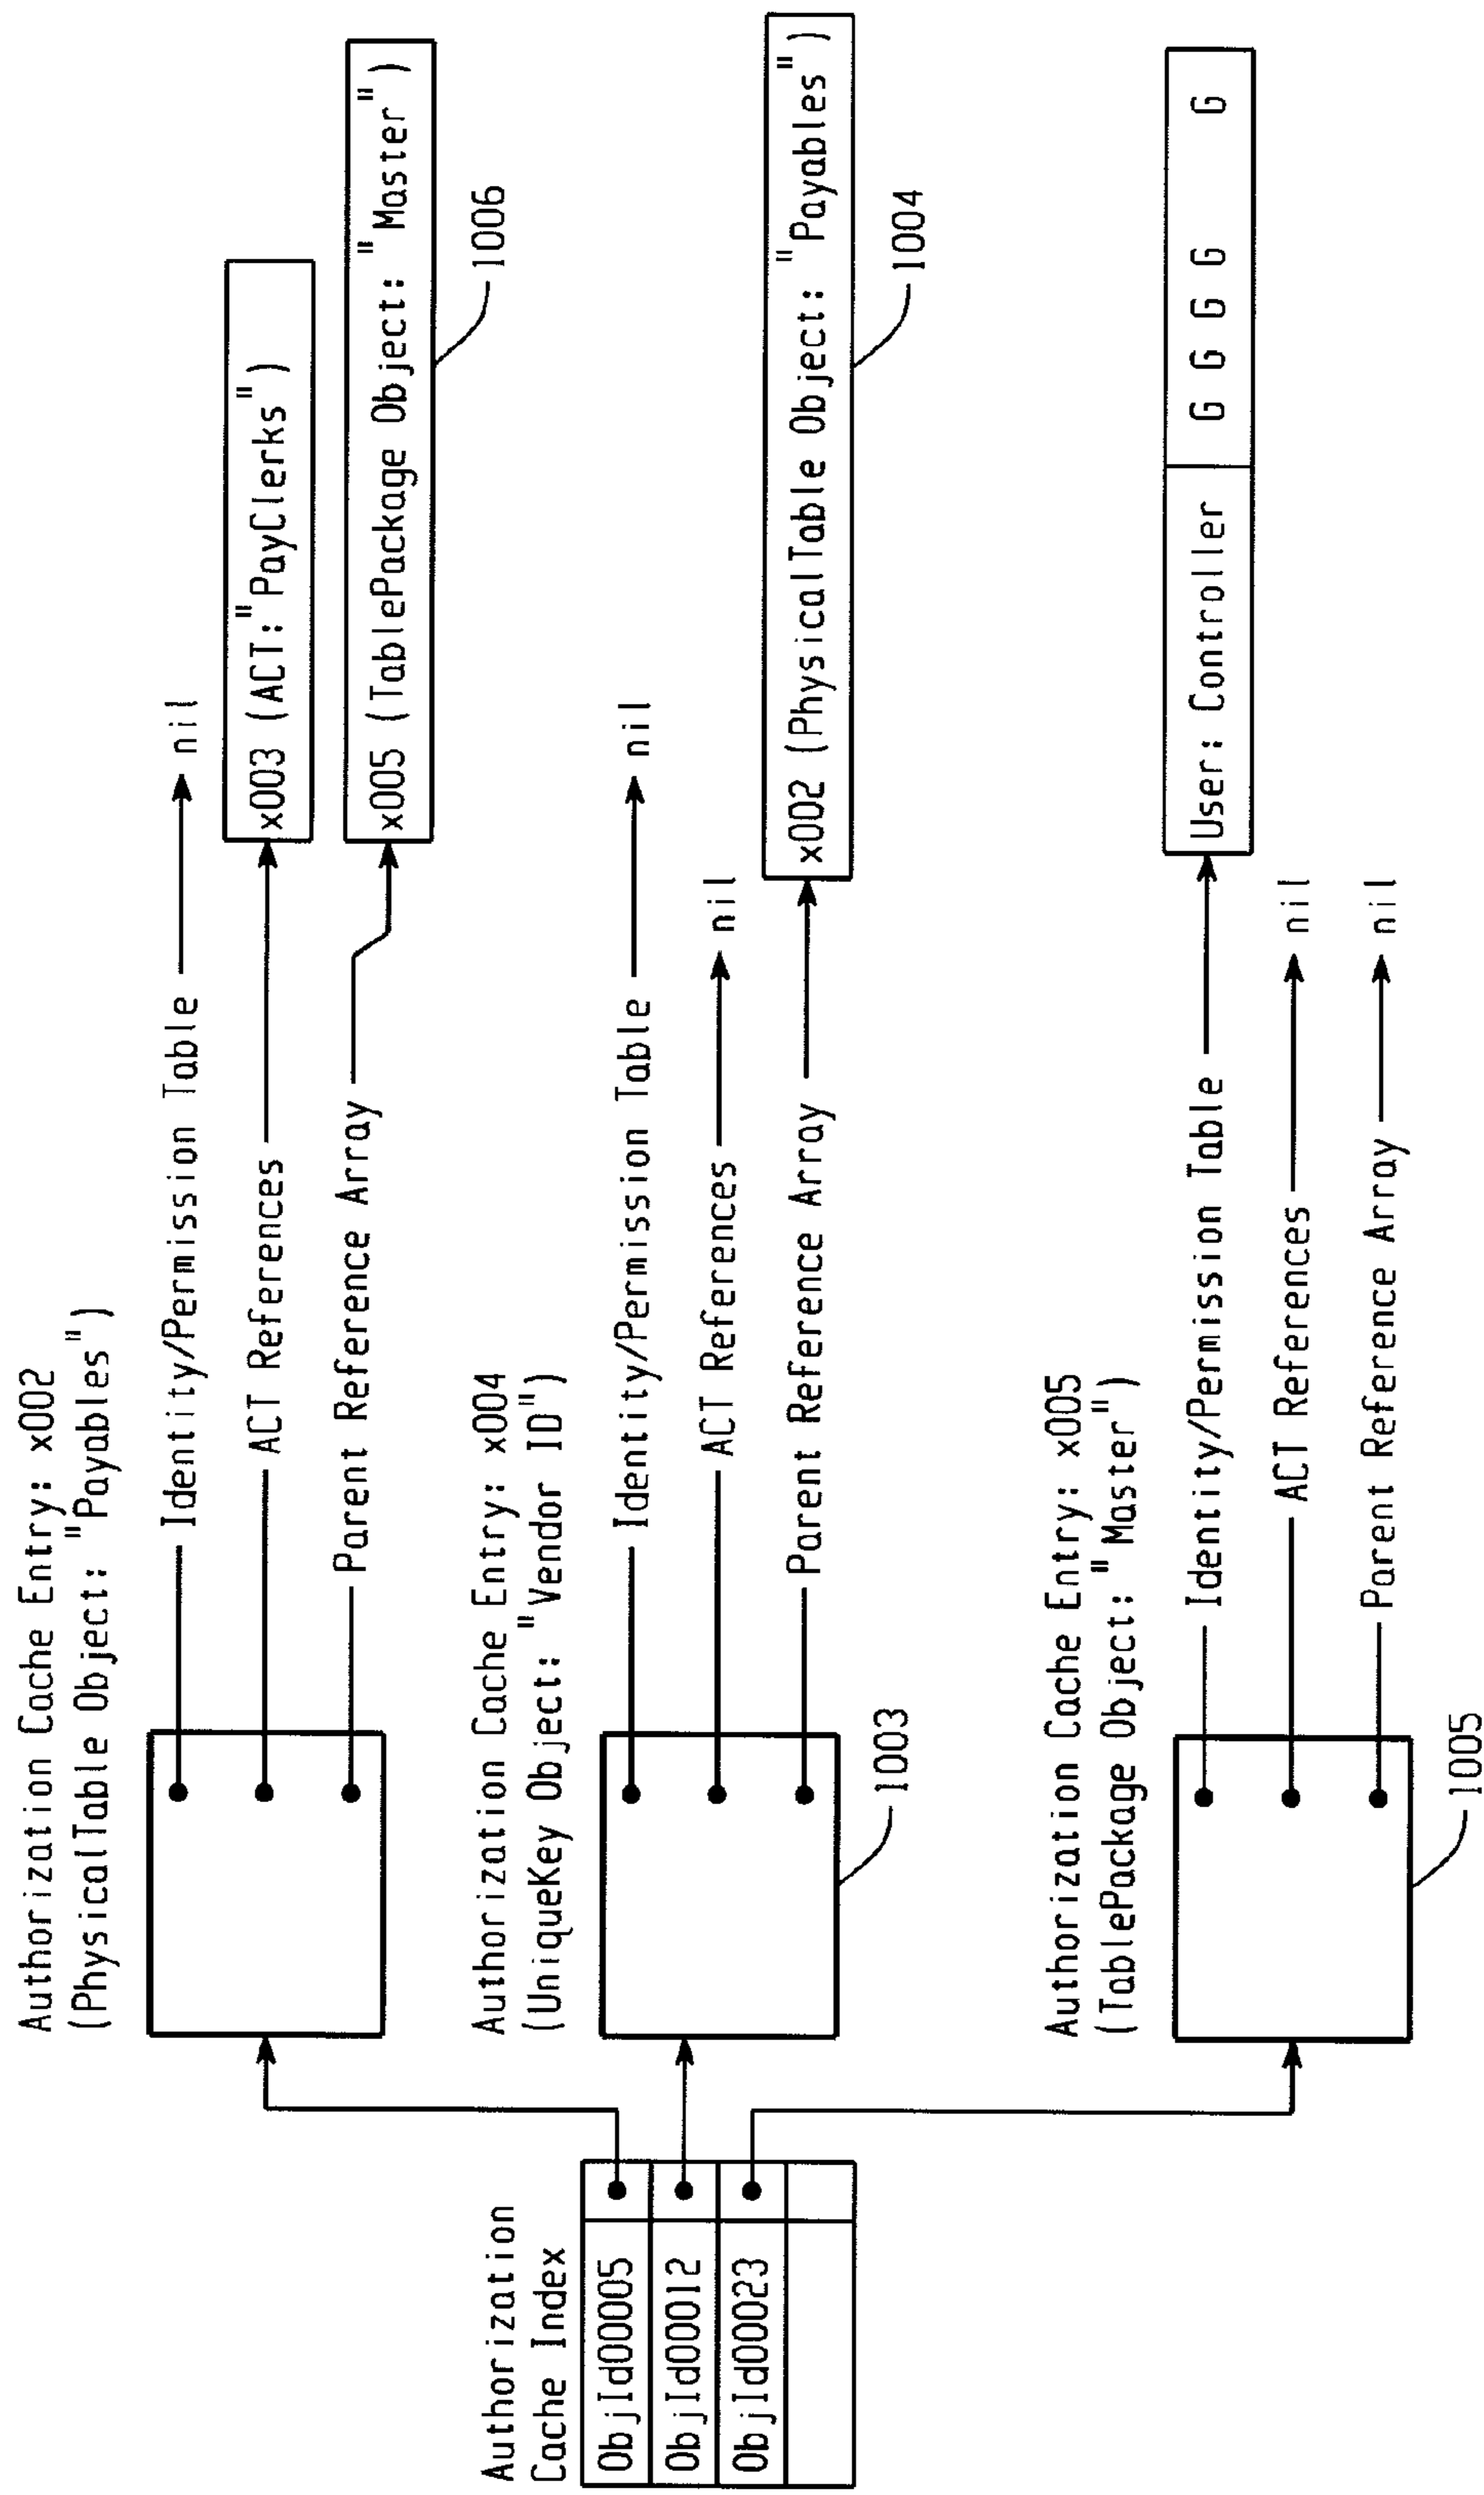 Authorization Cache Entry: x002
(PhysicalTable Object: "Payables")
Identity/Permission Table
nil
ACT References
x003 (ACT:"PayClerks")
Parent Reference Array
x005 (TablePackage Object: "Master")
1006
Authorization
Cache Index
ObjId00005
ObjId00012
ObjId00023
Authorization Cache Entry: x004
(UniqueKey Object: "Vendor ID")
Identity/Permission Table
nil
ACT References
nil
Parent Reference Array
x002 (PhysicalTable Object: "Payables")
1003
1004
Authorization Cache Entry: x005
(TablePackage Object: "Master")
Identity/Permission Table
User: Controller G G G G G
ACT References
nil
Parent Reference Array
nil
1005